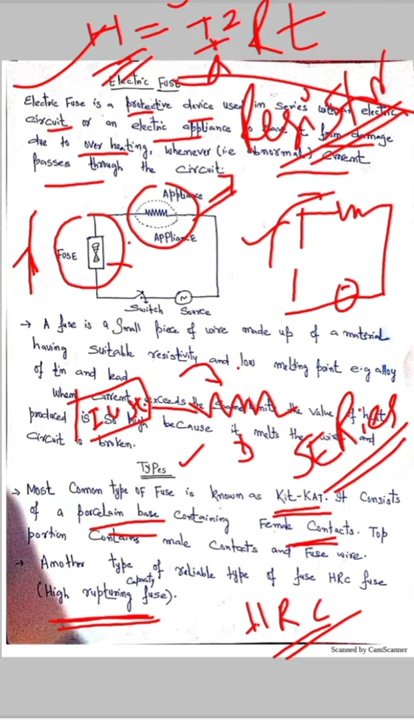 H = I²Rt
Electric Fuse
Electric Fuse is a protective device used in series with an electric
circuit or an electric appliance to save it from damage
due to over heating, whenever (ie abnormal) current
passes through the circuit.
Appliance
APPliANCE
FUSE
Switch Source
→ A fuse is a small piece of wire made up of a material
having suitable resistivity and low melting point e.g alloy
of tin and lead
When current exceeds the limit the value of heat
produced is so high because it melts the wire and
circuit is broken.
SERiES
TYPES
→ Most Common type OF Fuse is known as Kit-KAT. It Consists
of a porcelain base containing Female Contacts. Top
portion Contains male Contacts and Fuse wire.
→ Another type of reliable type of fuse HRC fuse
(High rupturing capacity fuse).
HRC
Scanned by CamScanner